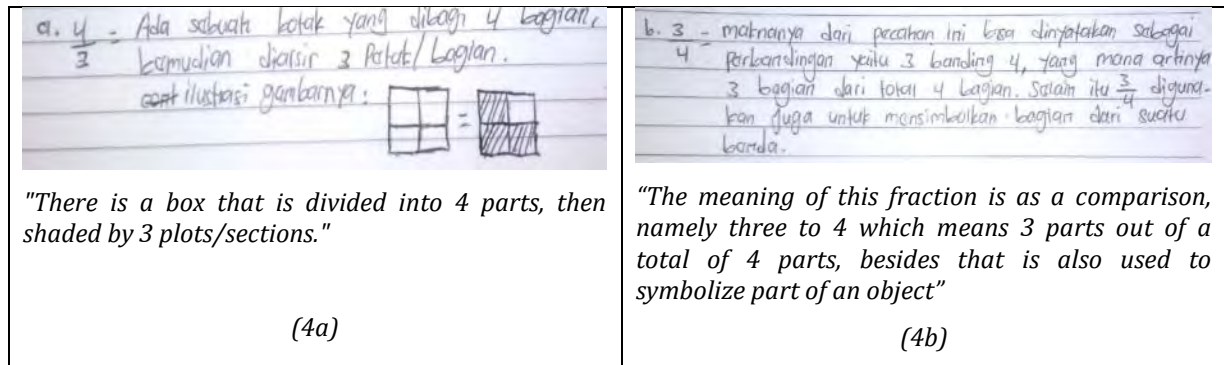 a. 4/3 = Ada sebuah kotak yang dibagi 4 bagian,
kemudian diarsir 3 Petak/bagian.
ilustrasi gambarnya:
=
"There is a box that is divided into 4 parts, then
shaded by 3 plots/sections."
(4a)
b. 3/4 = maknanya dari pecahan ini bisa dinyatakan sebagai
Perbandingan yaitu 3 banding 4, yang mana artinya
3 bagian dari total 4 bagian. Selain itu 3/4 diguna-
kan juga untuk mensimbolkan bagian dari suatu
benda.
“The meaning of this fraction is as a comparison,
namely three to 4 which means 3 parts out of a
total of 4 parts, besides that is also used to
symbolize part of an object”
(4b)